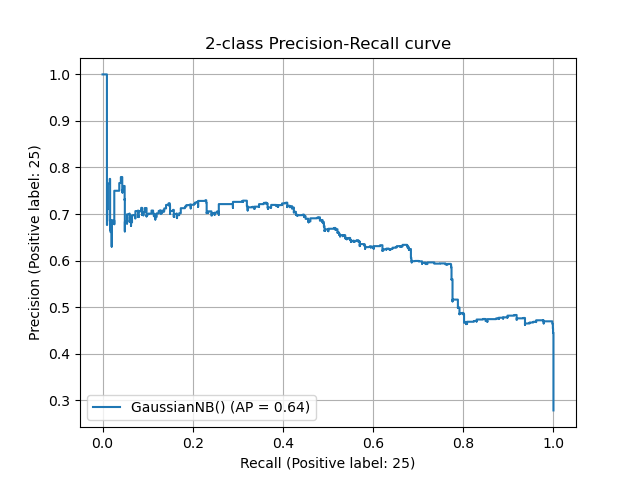 2-class Precision-Recall curve
1.0
0.9
0.8
0.7
0.6
0.5
0.4
0.3
Precision (Positive label: 25)
GaussianNB() (AP = 0.64)
0.0 0.2 0.4 0.6 0.8 1.0
Recall (Positive label: 25)